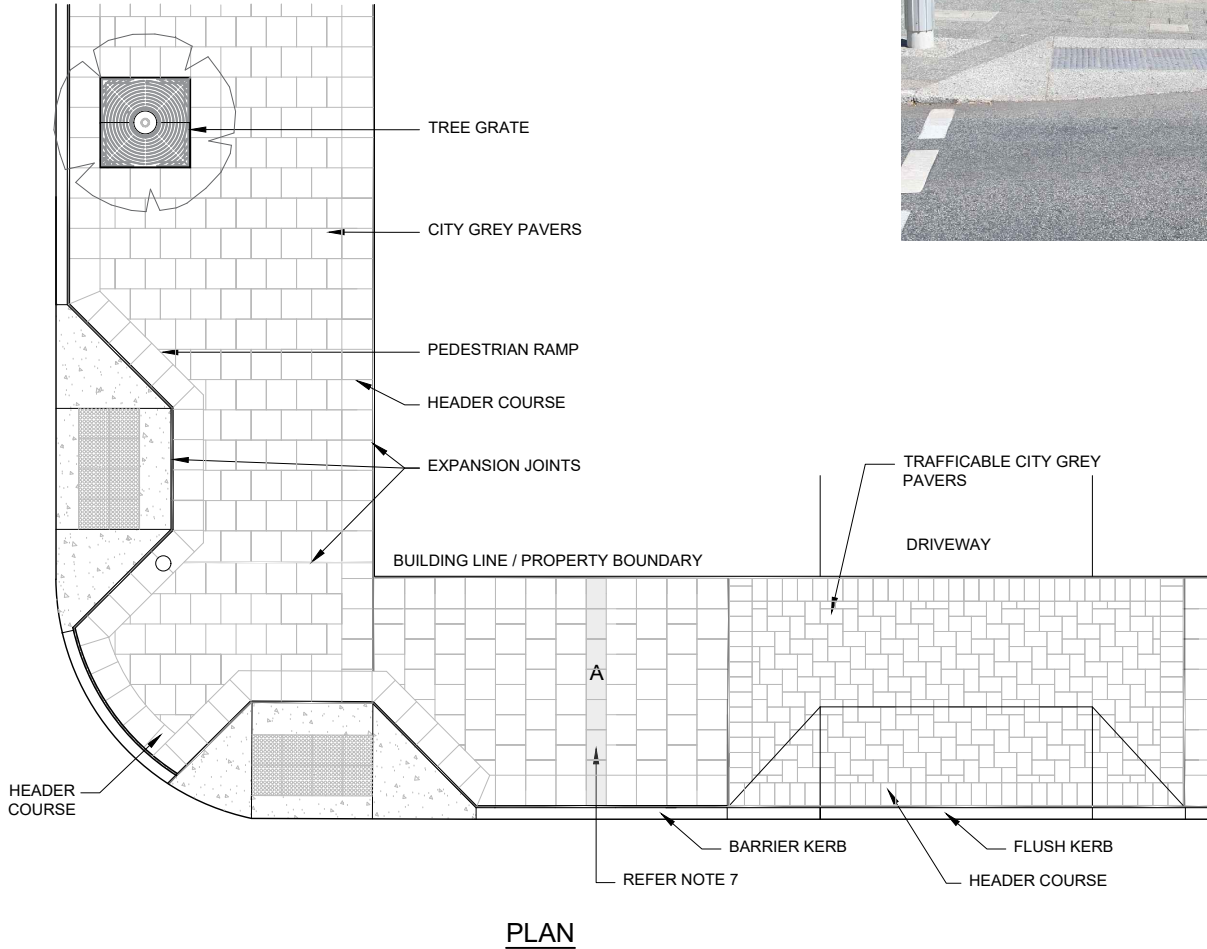 TREE GRATE
CITY GREY PAVERS
PEDESTRIAN RAMP
HEADER COURSE
EXPANSION JOINTS
TRAFFICABLE CITY GREY
PAVERS
DRIVEWAY
BUILDING LINE / PROPERTY BOUNDARY
A
HEADER
COURSE
BARRIER KERB
FLUSH KERB
REFER NOTE 7
HEADER COURSE
PLAN